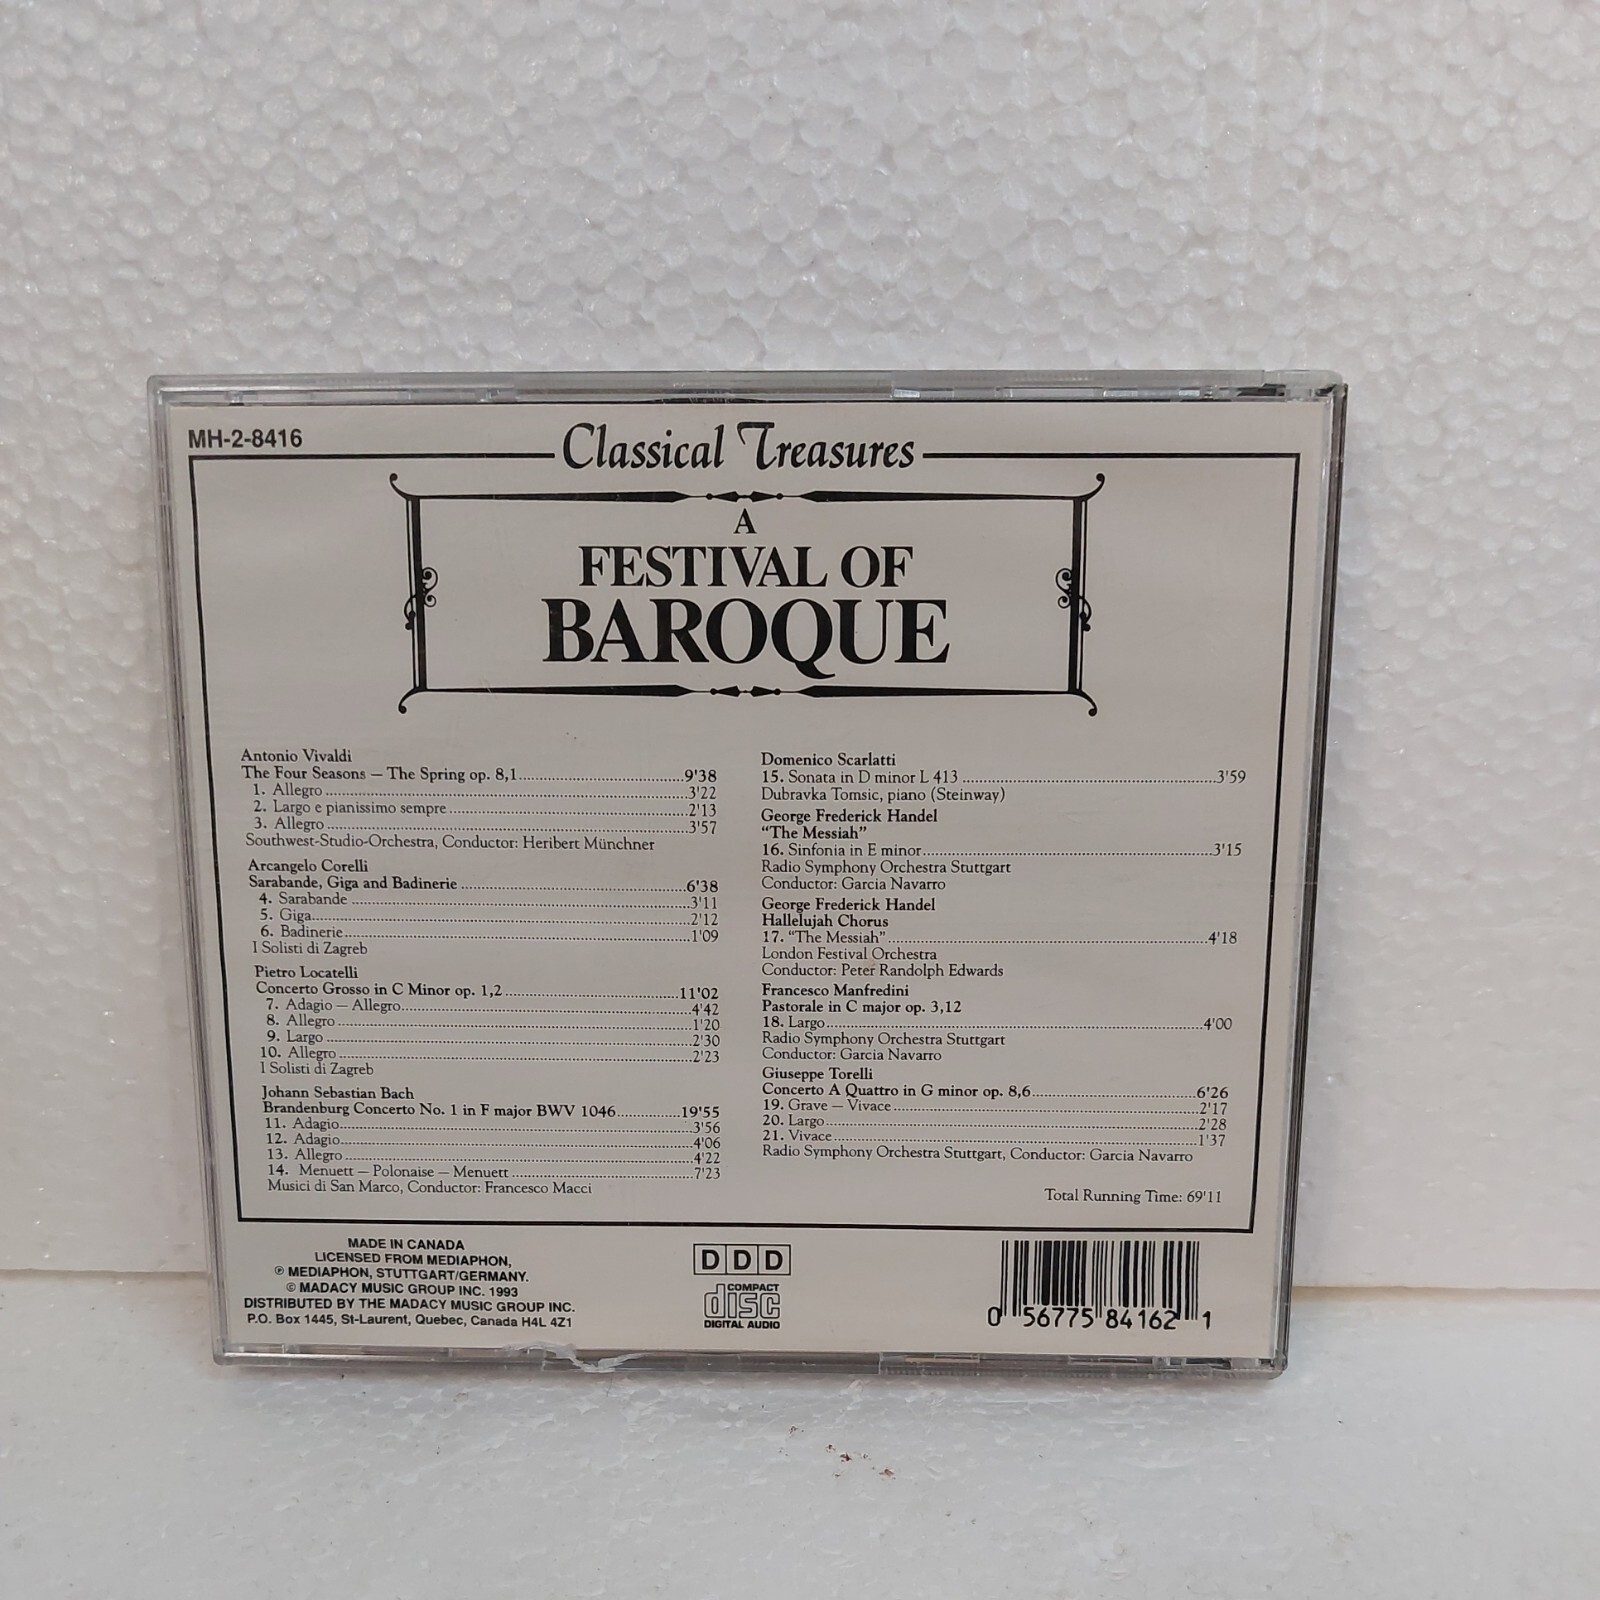 MH-2-8416
Classical Treasures
A
FESTIVAL OF
BAROQUE
Antonio Vivaldi
The Four Seasons – The Spring op. 8,1 9'38
1. Allegro 3'22
2. Largo e pianissimo sempre 2'13
3. Allegro 3'57
Southwest-Studio-Orchestra, Conductor: Heribert Münchner
Arcangelo Corelli
Sarabande, Giga and Badinerie 6'38
4. Sarabande 3'11
5. Giga 2'12
6. Badinerie 1'09
I Solisti di Zagreb
Pietro Locatelli
Concerto Grosso in C Minor op. 1,2 11'02
7. Adagio – Allegro 4'42
8. Allegro 1'20
9. Largo 2'30
10. Allegro 2'23
I Solisti di Zagreb
Johann Sebastian Bach
Brandenburg Concerto No. 1 in F major BWV 1046 19'55
11. Adagio 3'56
12. Adagio 4'06
13. Allegro 4'22
14. Menuett – Polonaise – Menuett 7'23
Musici di San Marco, Conductor: Francesco Macci
Domenico Scarlatti
15. Sonata in D minor L 413 3'59
Dubravka Tomsic, piano (Steinway)
George Frederick Handel
"The Messiah"
16. Sinfonia in E minor 3'15
Radio Symphony Orchestra Stuttgart
Conductor: Garcia Navarro
George Frederick Handel
Hallelujah Chorus
17. "The Messiah" 4'18
London Festival Orchestra
Conductor: Peter Randolph Edwards
Francesco Manfredini
Pastorale in C major op. 3,12
18. Largo 4'00
Radio Symphony Orchestra Stuttgart
Conductor: Garcia Navarro
Giuseppe Torelli
Concerto A Quattro in G minor op. 8,6 6'26
19. Grave – Vivace 2'17
20. Largo 2'28
21. Vivace 1'37
Radio Symphony Orchestra Stuttgart, Conductor: Garcia Navarro
Total Running Time: 69'11
MADE IN CANADA
LICENSED FROM MEDIAPHON,
℗ MEDIAPHON, STUTTGART/GERMANY.
© MADACY MUSIC GROUP INC. 1993
DISTRIBUTED BY THE MADACY MUSIC GROUP INC.
P.O. Box 1445, St-Laurent, Quebec, Canada H4L 4Z1
DDD
COMPACT
disc
DIGITAL AUDIO
0 56775 84162 1